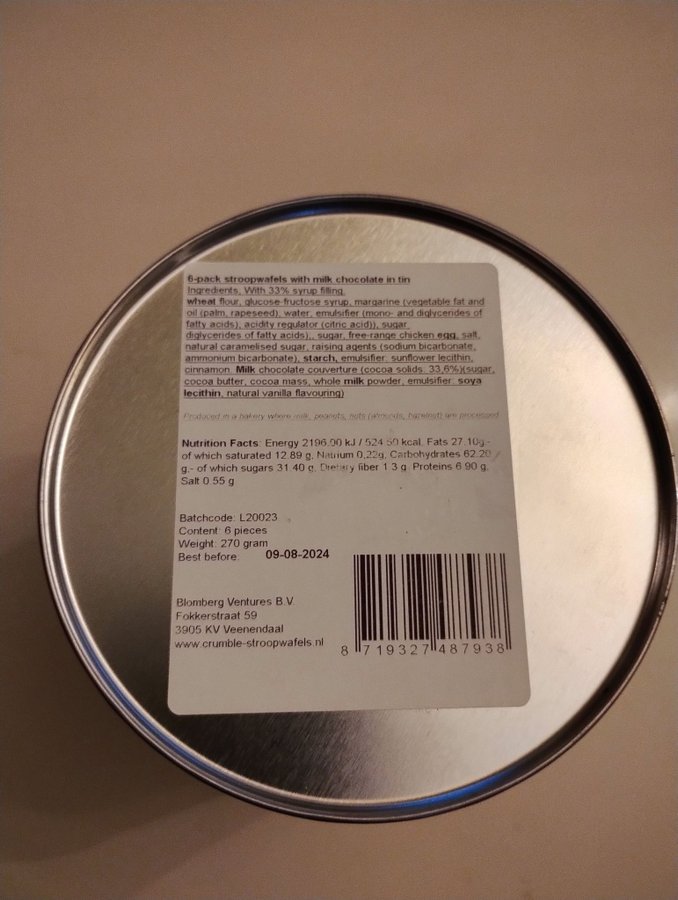 6-pack stroopwafels with milk chocolate in tin
Ingredients, With 33% syrup filling,
wheat flour, glucose-fructose syrup, margarine (vegetable fat and
oil (palm, rapeseed), water, emulsifier (mono- and diglycerides of
fatty acids), acidity regulator (citric acid)), sugar,
diglycerides of fatty acids),, sugar, free-range chicken egg, salt,
natural caramelised sugar, raising agents (sodium bicarbonate,
ammonium bicarbonate), starch, emulsifier: sunflower lecithin,
cinnamon. Milk chocolate couverture (cocoa solids: 33,6%)(sugar,
cocoa butter, cocoa mass, whole milk powder, emulsifier: soya
lecithin, natural vanilla flavouring)
Produced in a bakery where milk, peanuts, nuts (almonds, hazelnut) are processed
Nutrition Facts: Energy 2196.00 kJ / 524.50 kcal, Fats 27.10g.-
of which saturated 12.89 g, Natrium 0,22g, Carbohydrates 62.20
g.- of which sugars 31.40 g, Dietary fiber 1.3 g. Proteins 6.90 g,
Salt 0.55 g
Batchcode: L20023
Content: 6 pieces
Weight: 270 gram
Best before: 09-08-2024
Blomberg Ventures B.V.
Fokkerstraat 59
3905 KV Veenendaal
www.crumble-stroopwafels.nl
8 719327 487938